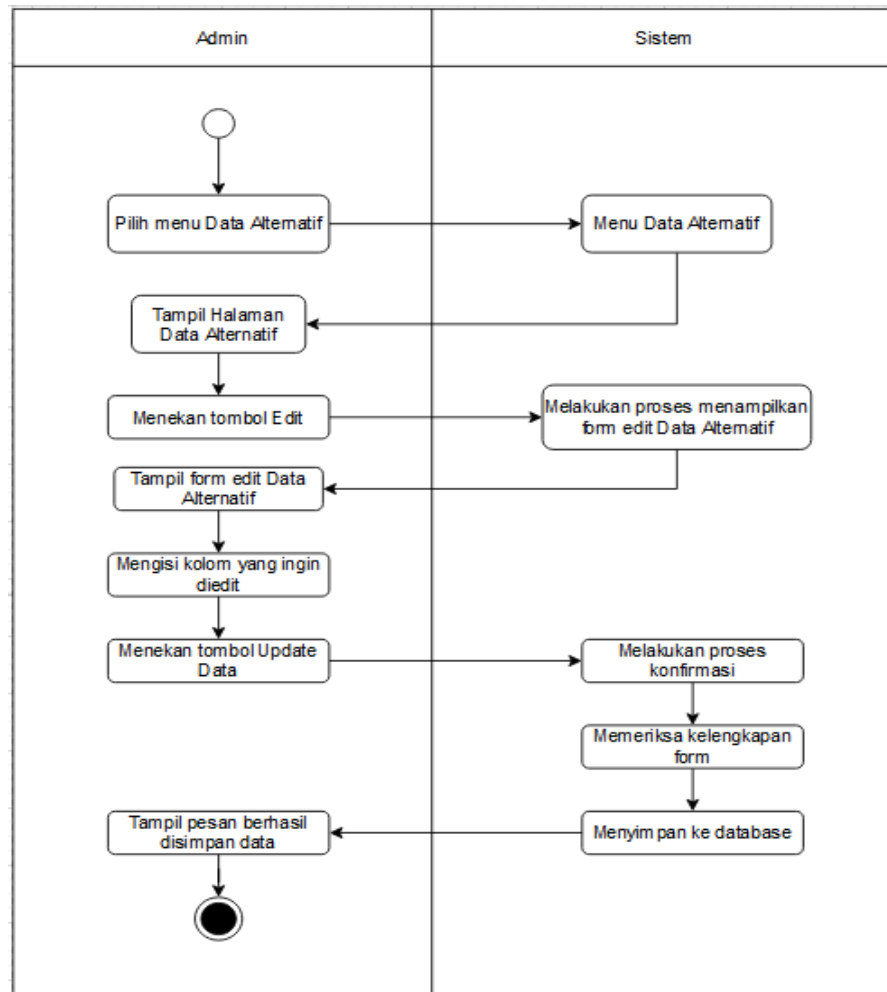 Admin
Sistem
Pilih menu Data Alternatif
Menu Data Alternatif
Tampil Halaman
Data Alternatif
Menekan tombol Edit
Melakukan proses menampilkan
form edit Data Alternatif
Tampil form edit Data
Alternatif
Mengisi kolom yang ingin
diedit
Menekan tombol Update
Data
Melakukan proses
konfirmasi
Memeriksa kelengkapan
form
Menyimpan ke database
Tampil pesan berhasil
disimpan data